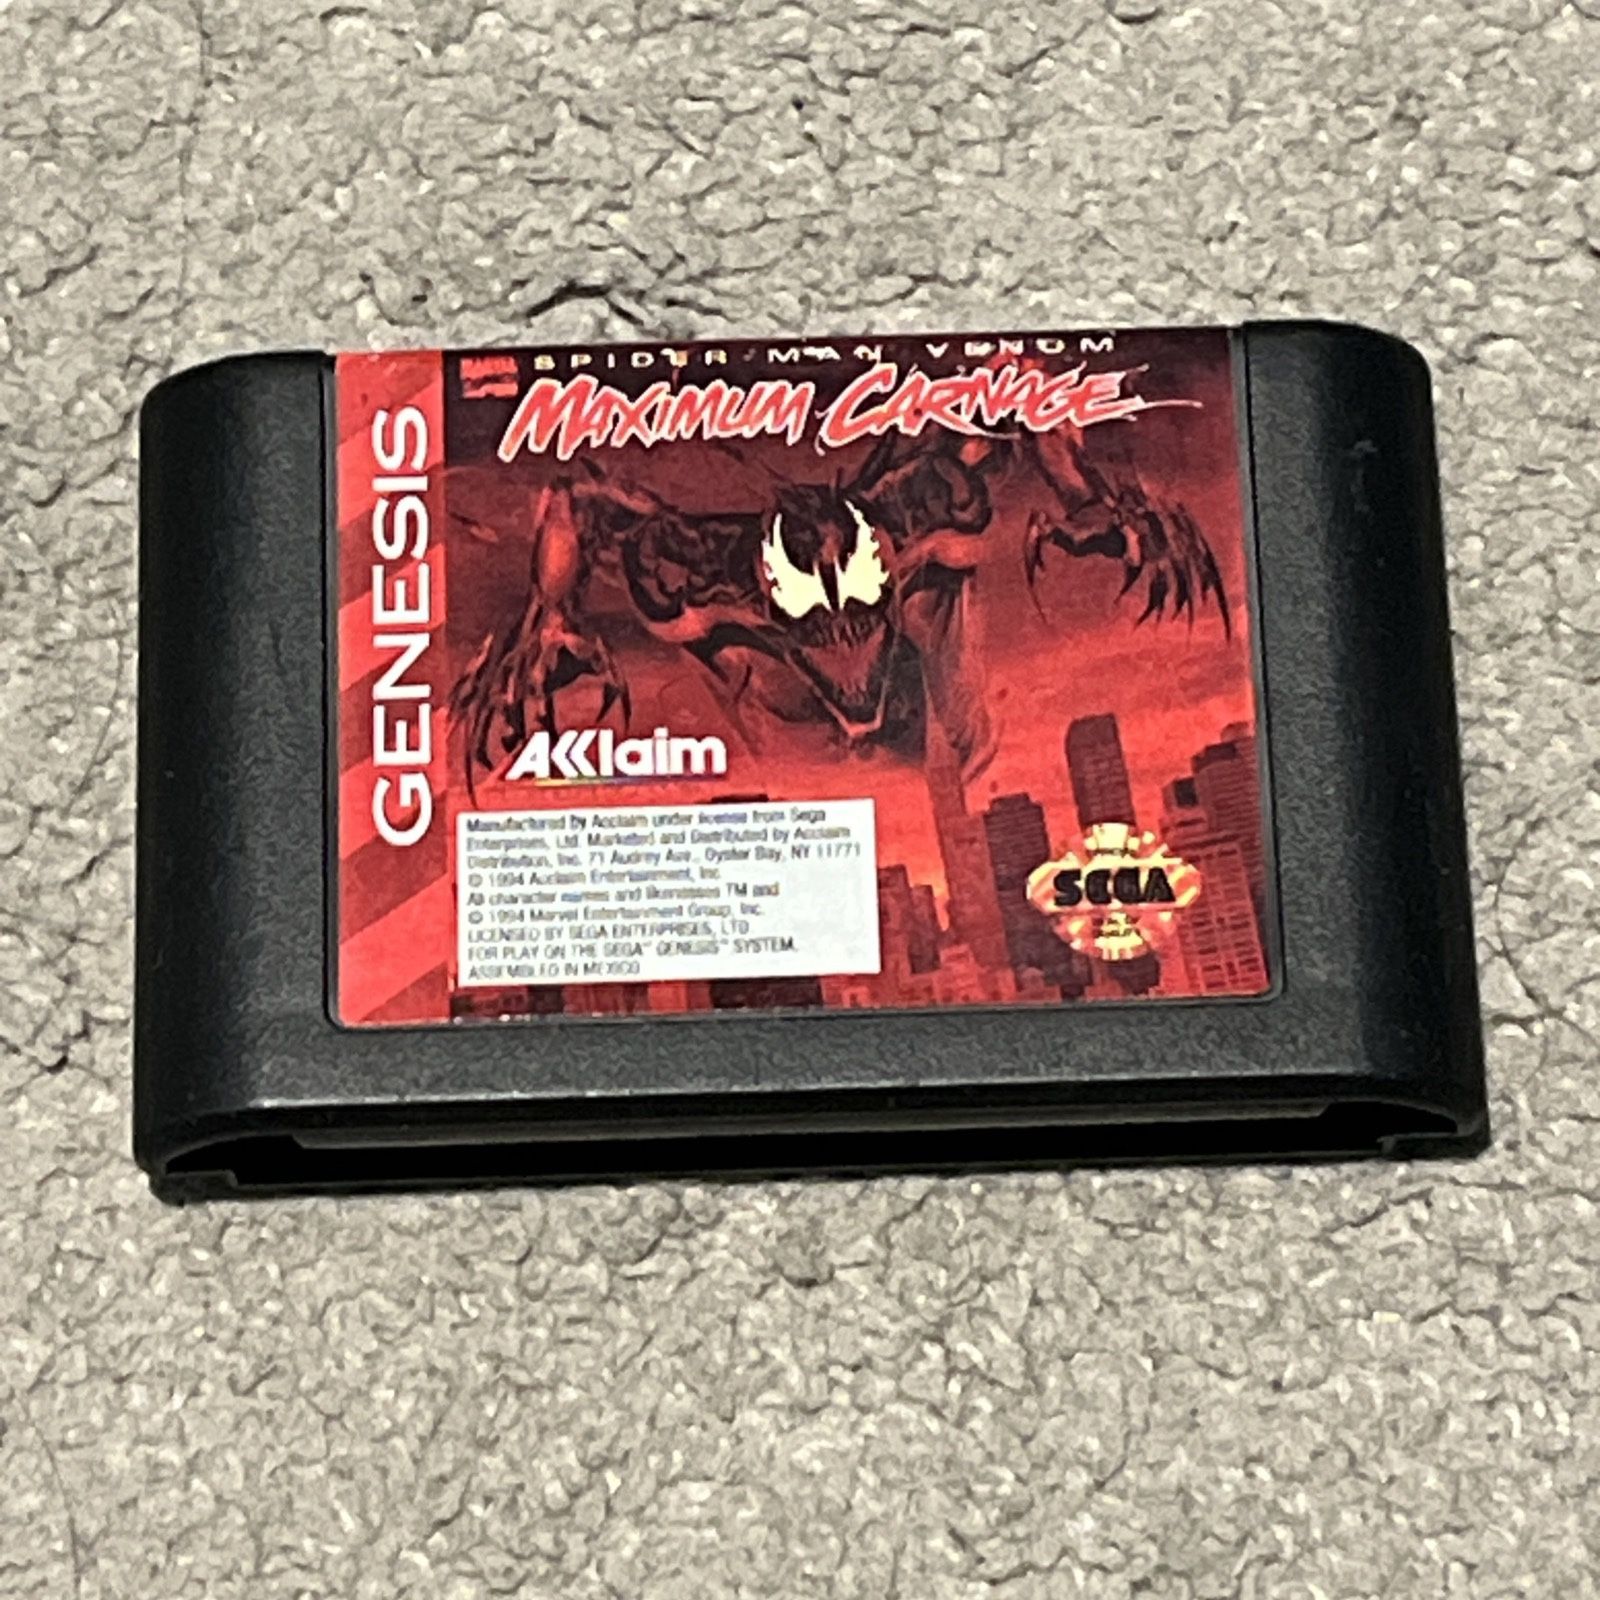 GENESIS
SPIDER-MAN VENOM
MAXIMUM CARNAGE
AKKlaim
Manufactured by Acclaim under license from Sega
Enterprises, Ltd. Marketed and Distributed by Acclaim
Distribution, Inc. 71 Audrey Ave., Oyster Bay, NY 11771
© 1994 Acclaim Entertainment, Inc.
All character names and likenesses TM and
© 1994 Marvel Entertainment Group, Inc.
LICENSED BY SEGA ENTERPRISES, LTD.
FOR PLAY ON THE SEGA™ GENESIS™ SYSTEM.
ASSEMBLED IN MEXICO
SEGA